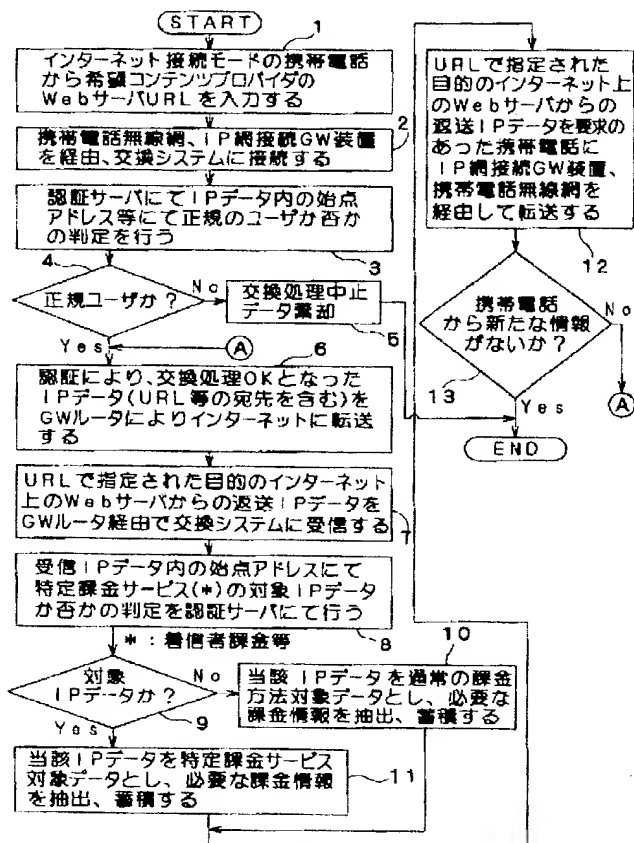 START
1
インターネット接続モードの携帯電話
から希望コンテンツプロバイダの
WebサーバURLを入力する
2
携帯電話無線網、IP網接続GW装置
を経由、交換システムに接続する
認証サーバにてIPデータ内の始点
アドレス等にて正規のユーザか否か
の判定を行う
3
4
正規ユーザか?
No
交換処理中止
データ棄却
5
Yes
A
6
認証により、交換処理OKとなった
IPデータ(URL等の宛先を含む)を
GWルータによりインターネットに転送
する
URLで指定された目的のインターネット
上のWebサーバからの返送IPデータを
GWルータ経由で交換システムに受信する
7
受信IPデータ内の始点アドレスにて
特定課金サービス(*)の対象IPデータ
か否かの判定を認証サーバにて行う
8
*:着信者課金等
対象
IPデータか?
9
No
10
当該IPデータを通常の課金
方法対象データとし、必要な
課金情報を抽出、蓄積する
Yes
当該IPデータを特定課金サービス
対象データとし、必要な課金情報
を抽出、蓄積する
11
URLで指定された
目的のインターネット上
のWebサーバからの
返送IPデータを要求の
あった携帯電話に
IP網接続GW装置、
携帯電話無線網を
経由して転送する
12
携帯電話
から新たな情報
がないか?
13
No
A
Yes
END